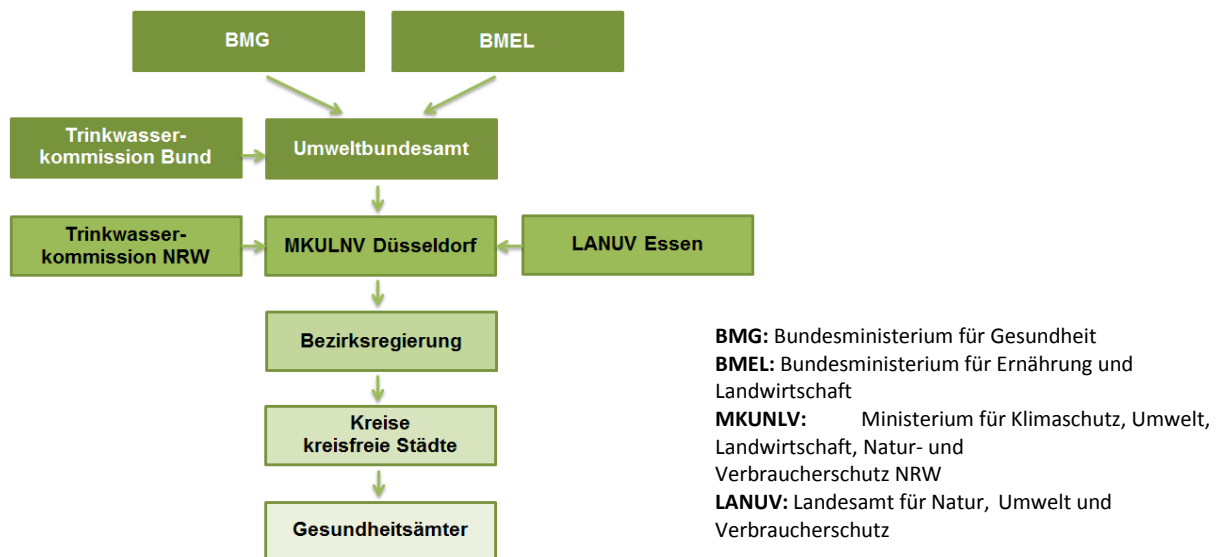 BMG
BMEL
Trinkwasser-
kommission Bund
Umweltbundesamt
Trinkwasser-
kommission NRW
MKULNV Düsseldorf
LANUV Essen
Bezirksregierung
Kreise
kreisfreie Städte
Gesundheitsämter
BMG: Bundesministerium für Gesundheit
BMEL: Bundesministerium für Ernährung und
Landwirtschaft
MKUNLV: Ministerium für Klimaschutz, Umwelt,
Landwirtschaft, Natur- und
Verbraucherschutz NRW
LANUV: Landesamt für Natur, Umwelt und
Verbraucherschutz